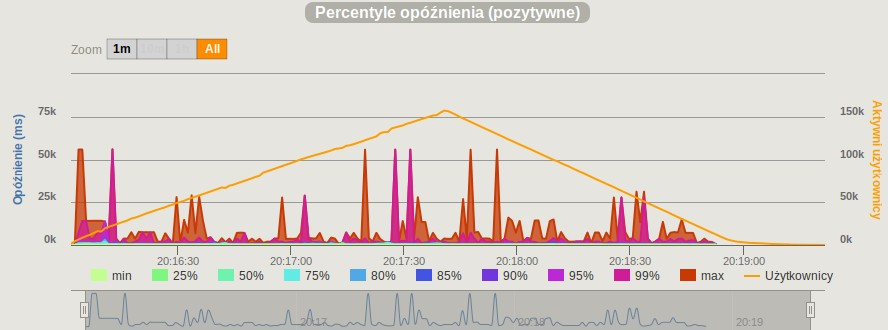 Percentyle opóźnienia (pozytywne)
Zoom 1m 10m 1h All
Opóźnienie (ms)
75k
50k
25k
0k
150k
100k
50k
0k
Aktywni użytkownicy
20:16:30 20:17:00 20:17:30 20:18:00 20:18:30 20:19:00
min 25% 50% 75% 80% 85% 90% 95% 99% max Użytkownicy
20:17 20:18 20:19